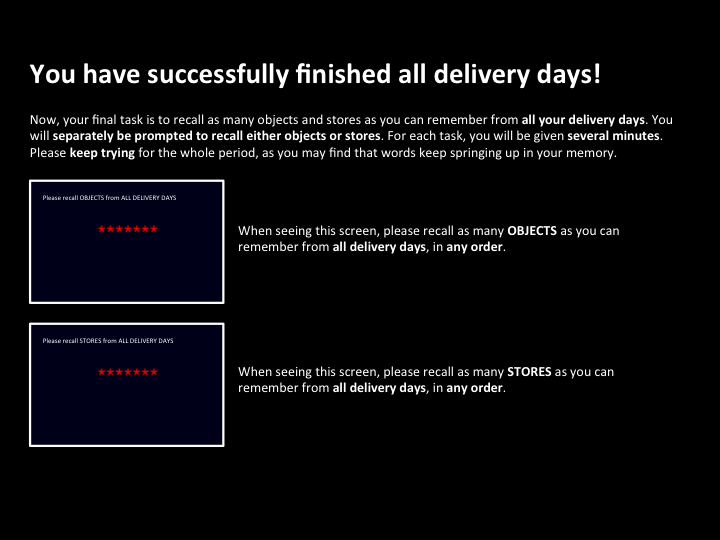 You have successfully finished all delivery days!
Now, your final task is to recall as many objects and stores as you can remember from all your delivery days. You
will separately be prompted to recall either objects or stores. For each task, you will be given several minutes.
Please keep trying for the whole period, as you may find that words keep springing up in your memory.
Please recall OBJECTS from ALL DELIVERY DAYS
*******
When seeing this screen, please recall as many OBJECTS as you can
remember from all delivery days, in any order.
Please recall STORES from ALL DELIVERY DAYS
*******
When seeing this screen, please recall as many STORES as you can
remember from all delivery days, in any order.